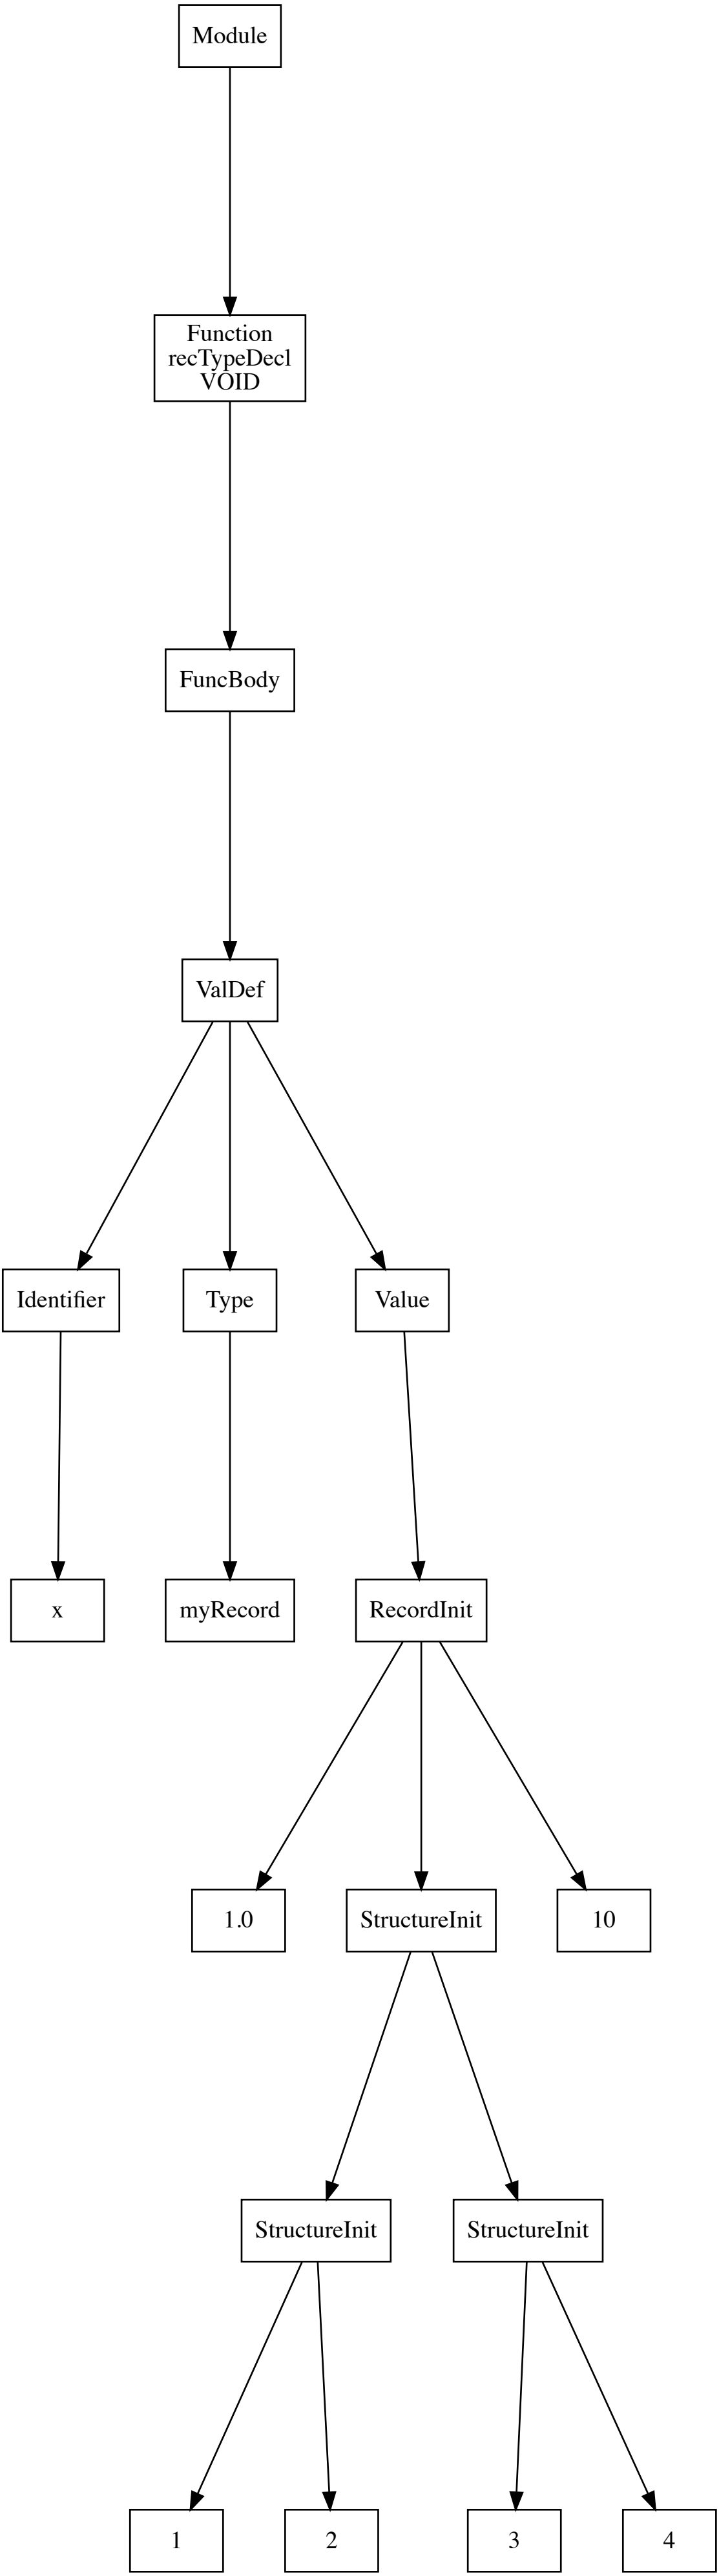 Module
Function
recTypeDecl
VOID
FuncBody
ValDef
Identifier
Type
Value
x
myRecord
RecordInit
1.0
StructureInit
10
StructureInit
StructureInit
1
2
3
4